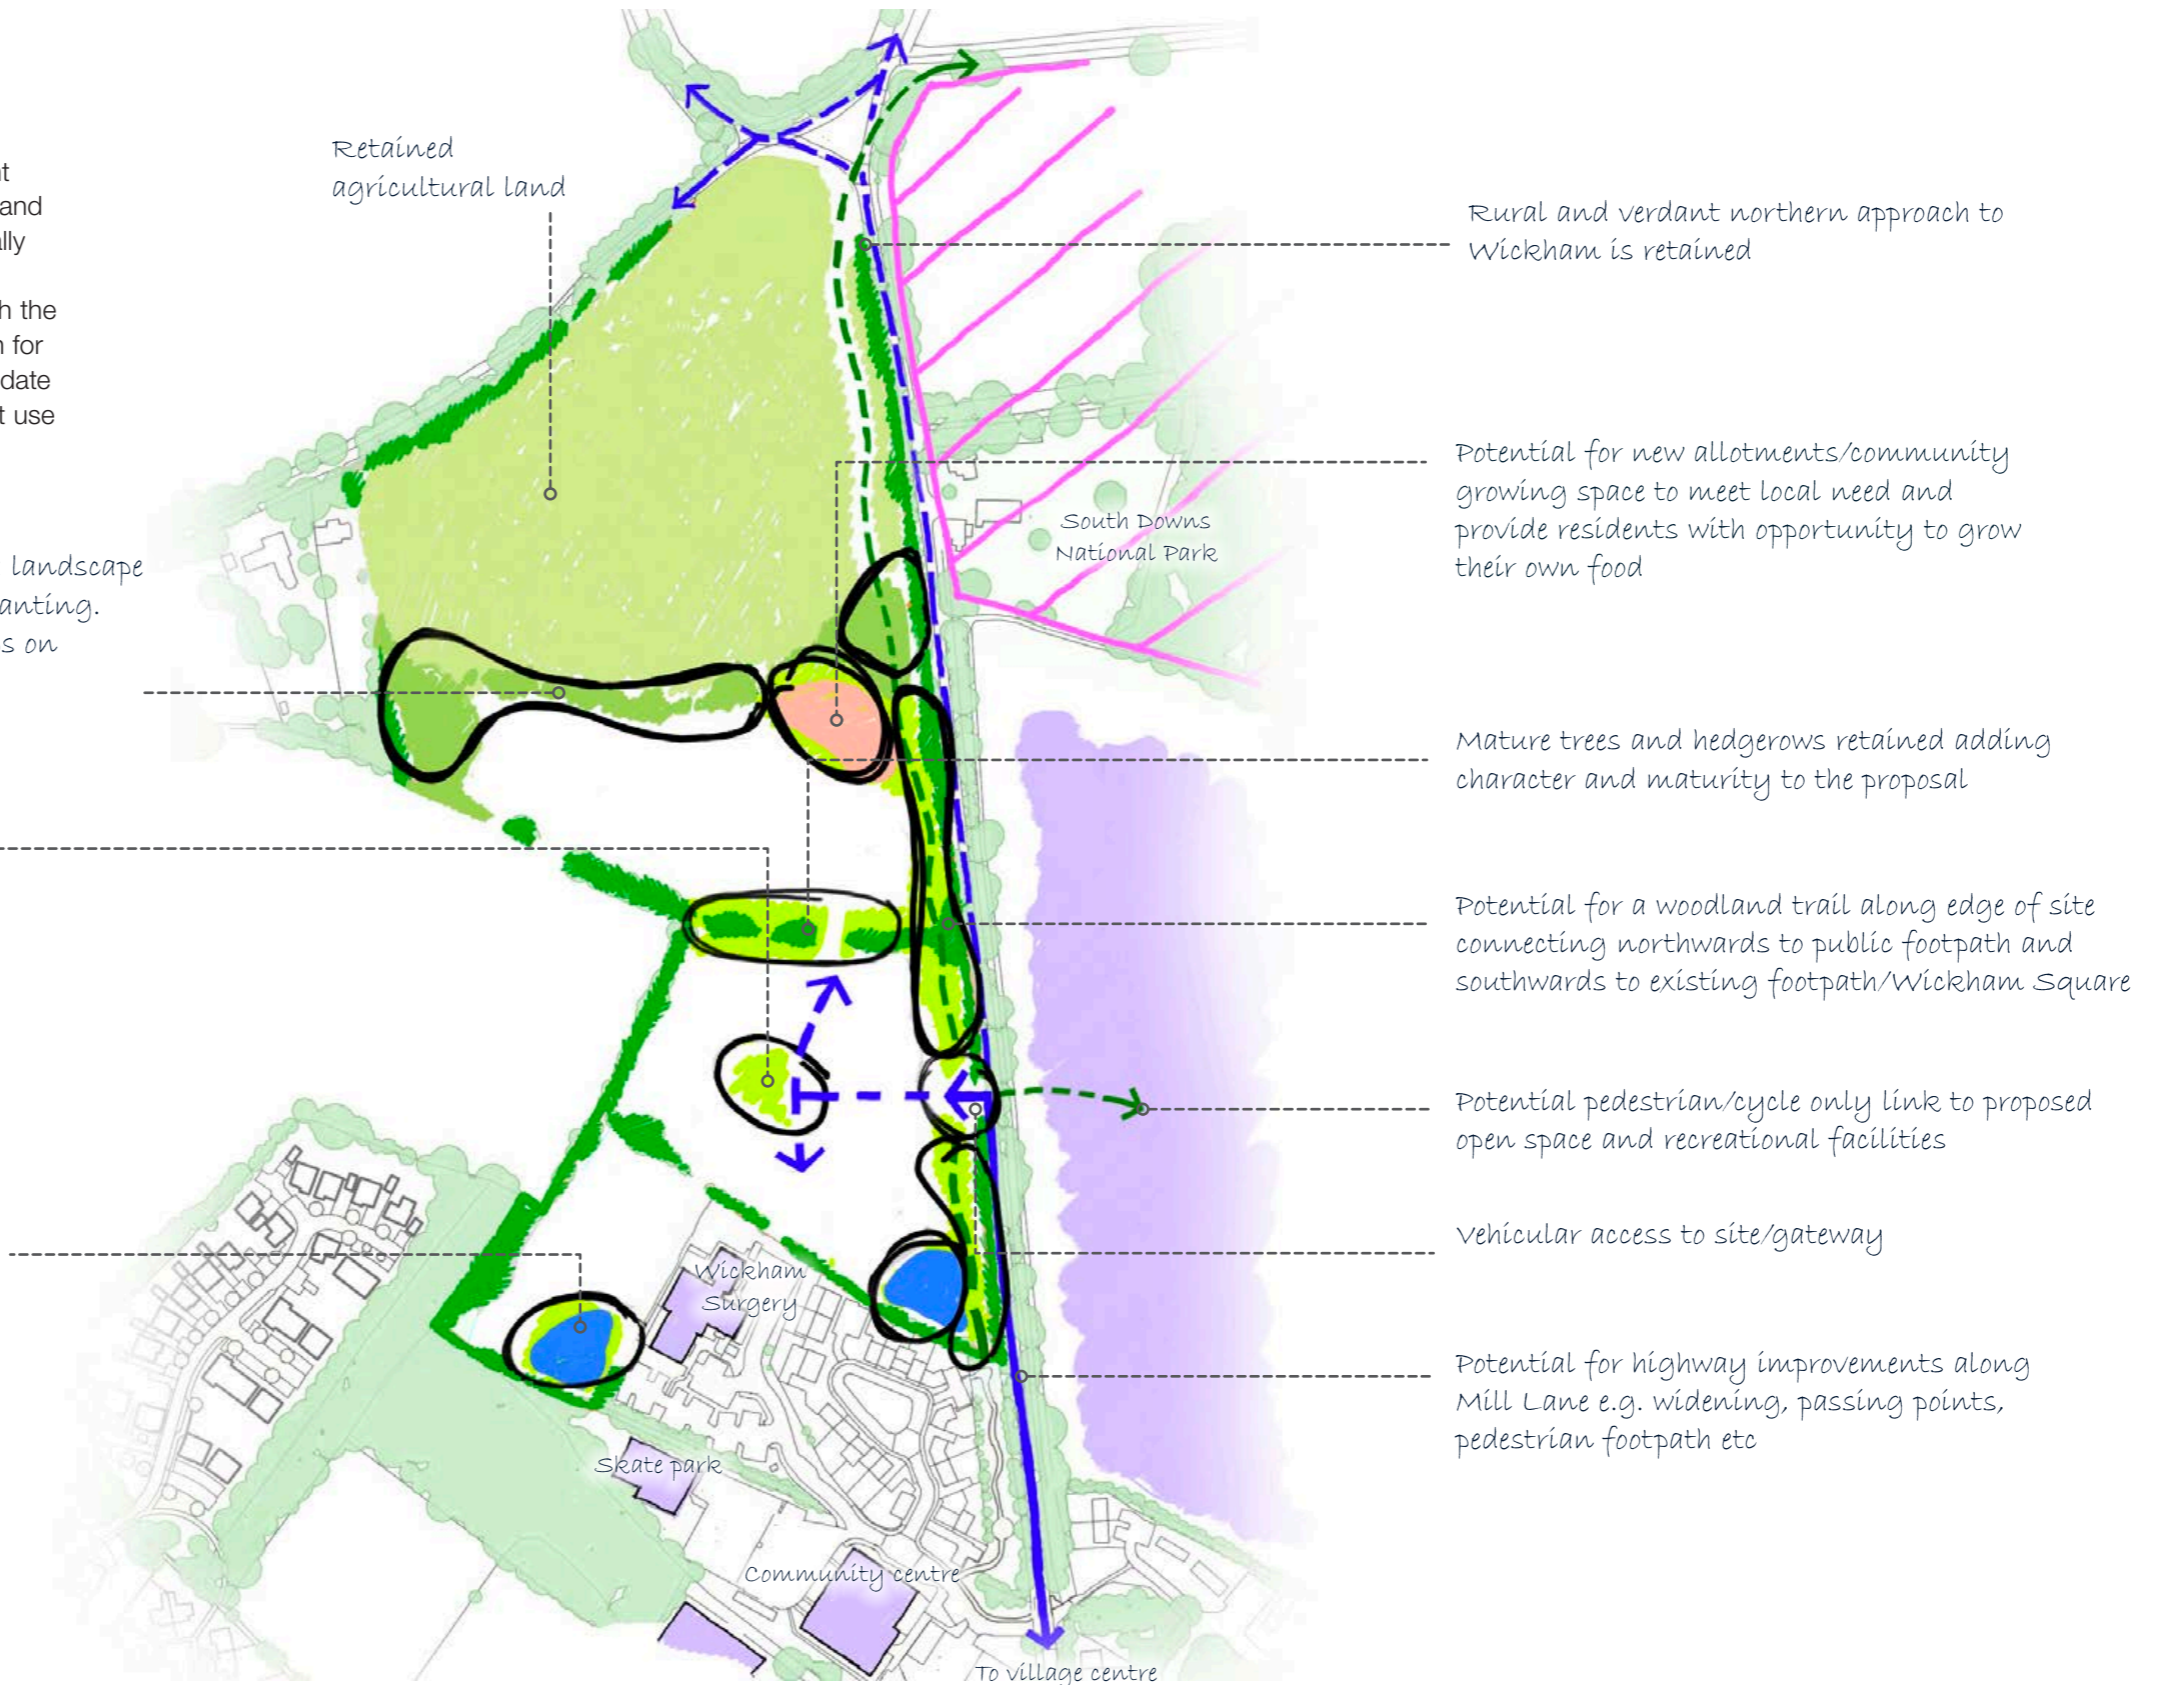 and
h the
for
date
t use
landscape
anting.
s on
Retained
agricultural land
Rural and verdant northern approach to
Wickham is retained
Potential for new allotments/community
growing space to meet local need and
provide residents with opportunity to grow
their own food
South Downs
National Park
Mature trees and hedgerows retained adding
character and maturity to the proposal
Potential for a woodland trail along edge of site
connecting northwards to public footpath and
southwards to existing footpath/Wickham Square
Potential pedestrian/cycle only link to proposed
open space and recreational facilities
Vehicular access to site/gateway
Wickham
Surgery
Potential for highway improvements along
Mill Lane e.g. widening, passing points,
pedestrian footpath etc
Skate park
Community centre
To village centre